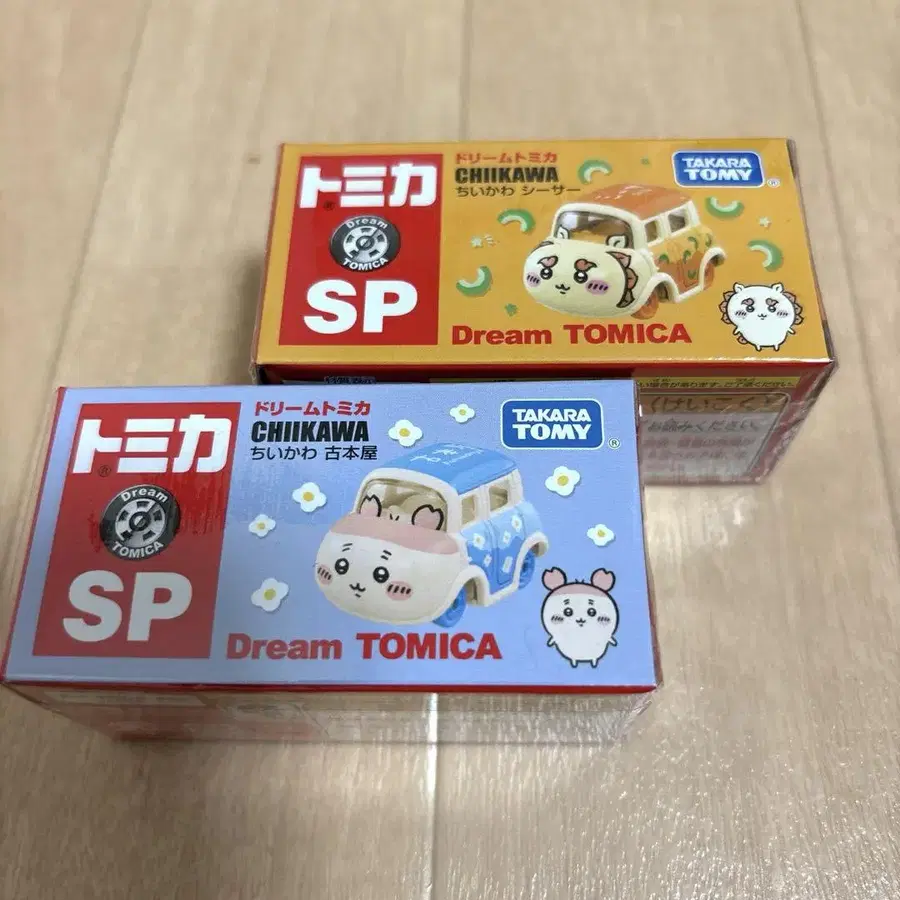 トミカ
Dream
TOMICA
SP
ドリームトミカ
CHIIKAWA
ちいかわ シーサー
TAKARA
TOMY
Dream TOMICA
トミカ
Dream
TOMICA
SP
ドリームトミカ
CHIIKAWA
ちいかわ 古本屋
TAKARA
TOMY
Dream TOMICA